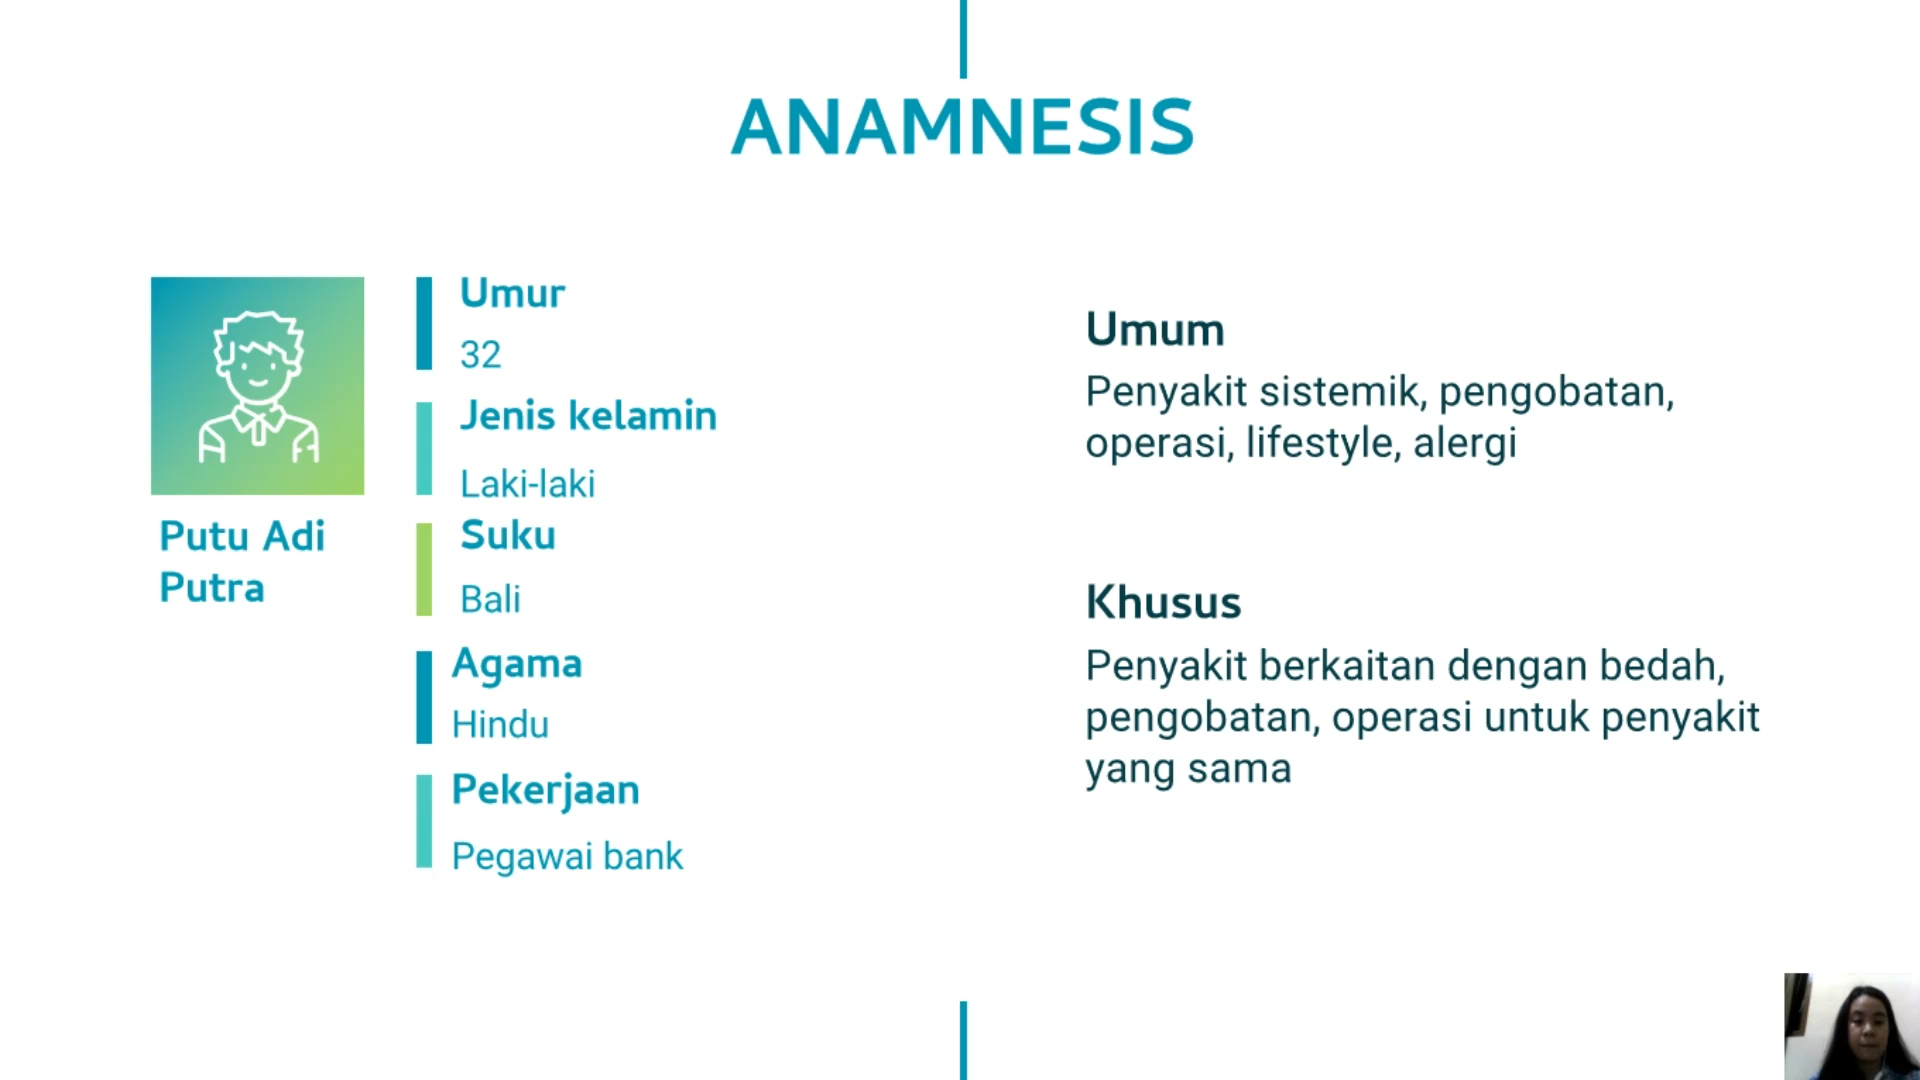 ANAMNESIS
Putu Adi
Putra
Umur
32
Jenis kelamin
Laki-laki
Suku
Bali
Agama
Hindu
Pekerjaan
Pegawai bank
Umum
Penyakit sistemik, pengobatan,
operasi, lifestyle, alergi
Khusus
Penyakit berkaitan dengan bedah,
pengobatan, operasi untuk penyakit
yang sama